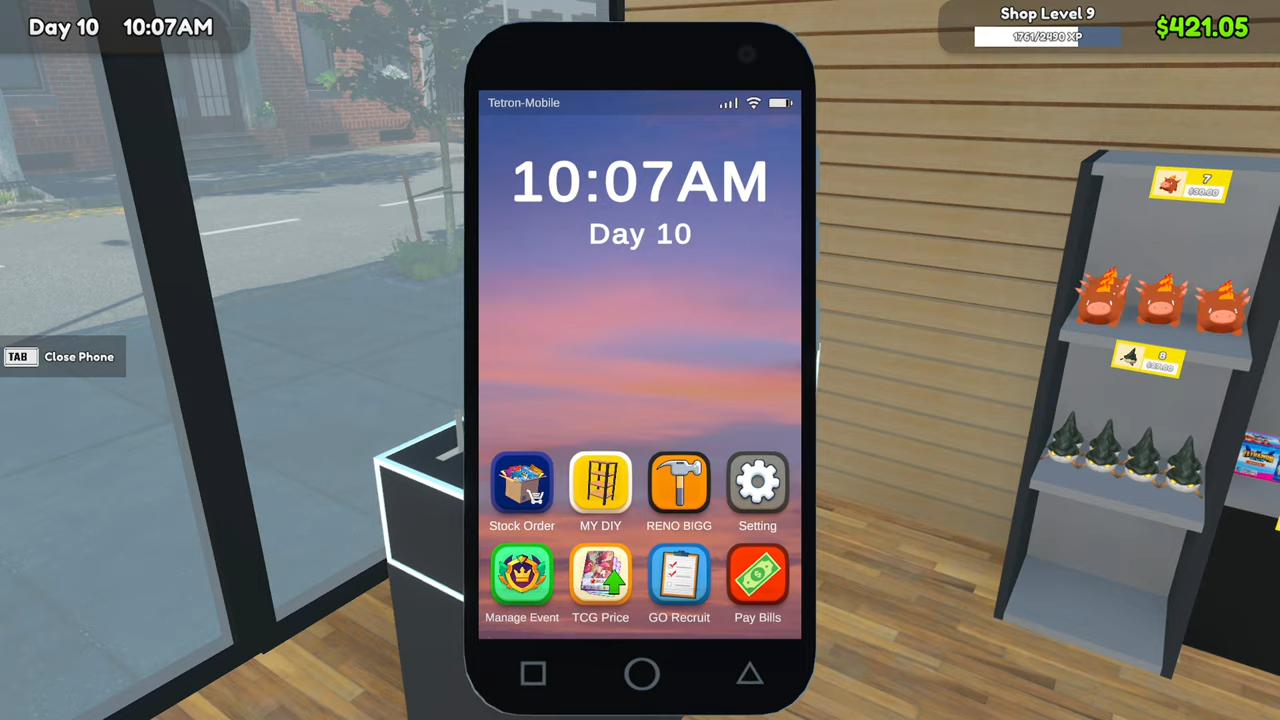 Day 10 10:07AM
Shop Level 9
1761/2490 XP
$421.05
Tetron-Mobile
10:07AM
Day 10
TAB Close Phone
7
$30.00
8
Stock Order
MY DIY
RENO BIGG
Setting
Manage Event
TCG Price
GO Recruit
Pay Bills